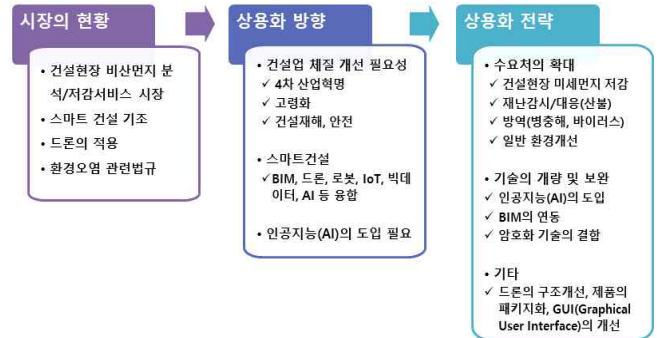 시장의 현황
• 건설현장 비산먼지 분
석/저감서비스 시장
• 스마트 건설 기조
• 드론의 적용
• 환경오염 관련법규
상용화 방향
• 건설업 체질 개선 필요성
✓ 4차 산업혁명
✓ 고령화
✓ 건설재해, 안전
• 스마트건설
✓BIM, 드론, 로봇, IoT, 빅데
이터, AI 등 융합
• 인공지능(AI)의 도입 필요
상용화 전략
• 수요처의 확대
✓ 건설현장 미세먼지 저감
✓ 재난감시/대응(산불)
✓ 방역(병충해, 바이러스)
✓ 일반 환경개선
• 기술의 개량 및 보완
✓ 인공지능(AI)의 도입
✓ BIM의 연동
✓ 암호화 기술의 결합
• 기타
✓ 드론의 구조개선, 제품의
패키지화, GUI(Graphical
User Interface)의 개선